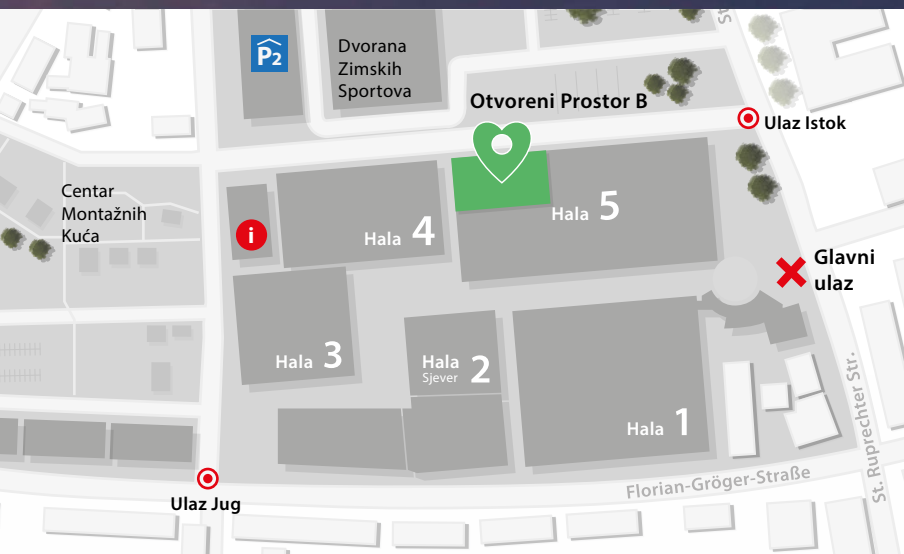 St
P2
Dvorana
Zimskih
Sportova
Otvoreni Prostor B
Ulaz Istok
Centar
Montažnih
Kuća
i
Hala 4
Hala 5
Glavni
ulaz
Hala 3
Hala
Sjever 2
Hala 1
St. Ruprechter Str.
Florian-Gröger-Straße
Ulaz Jug